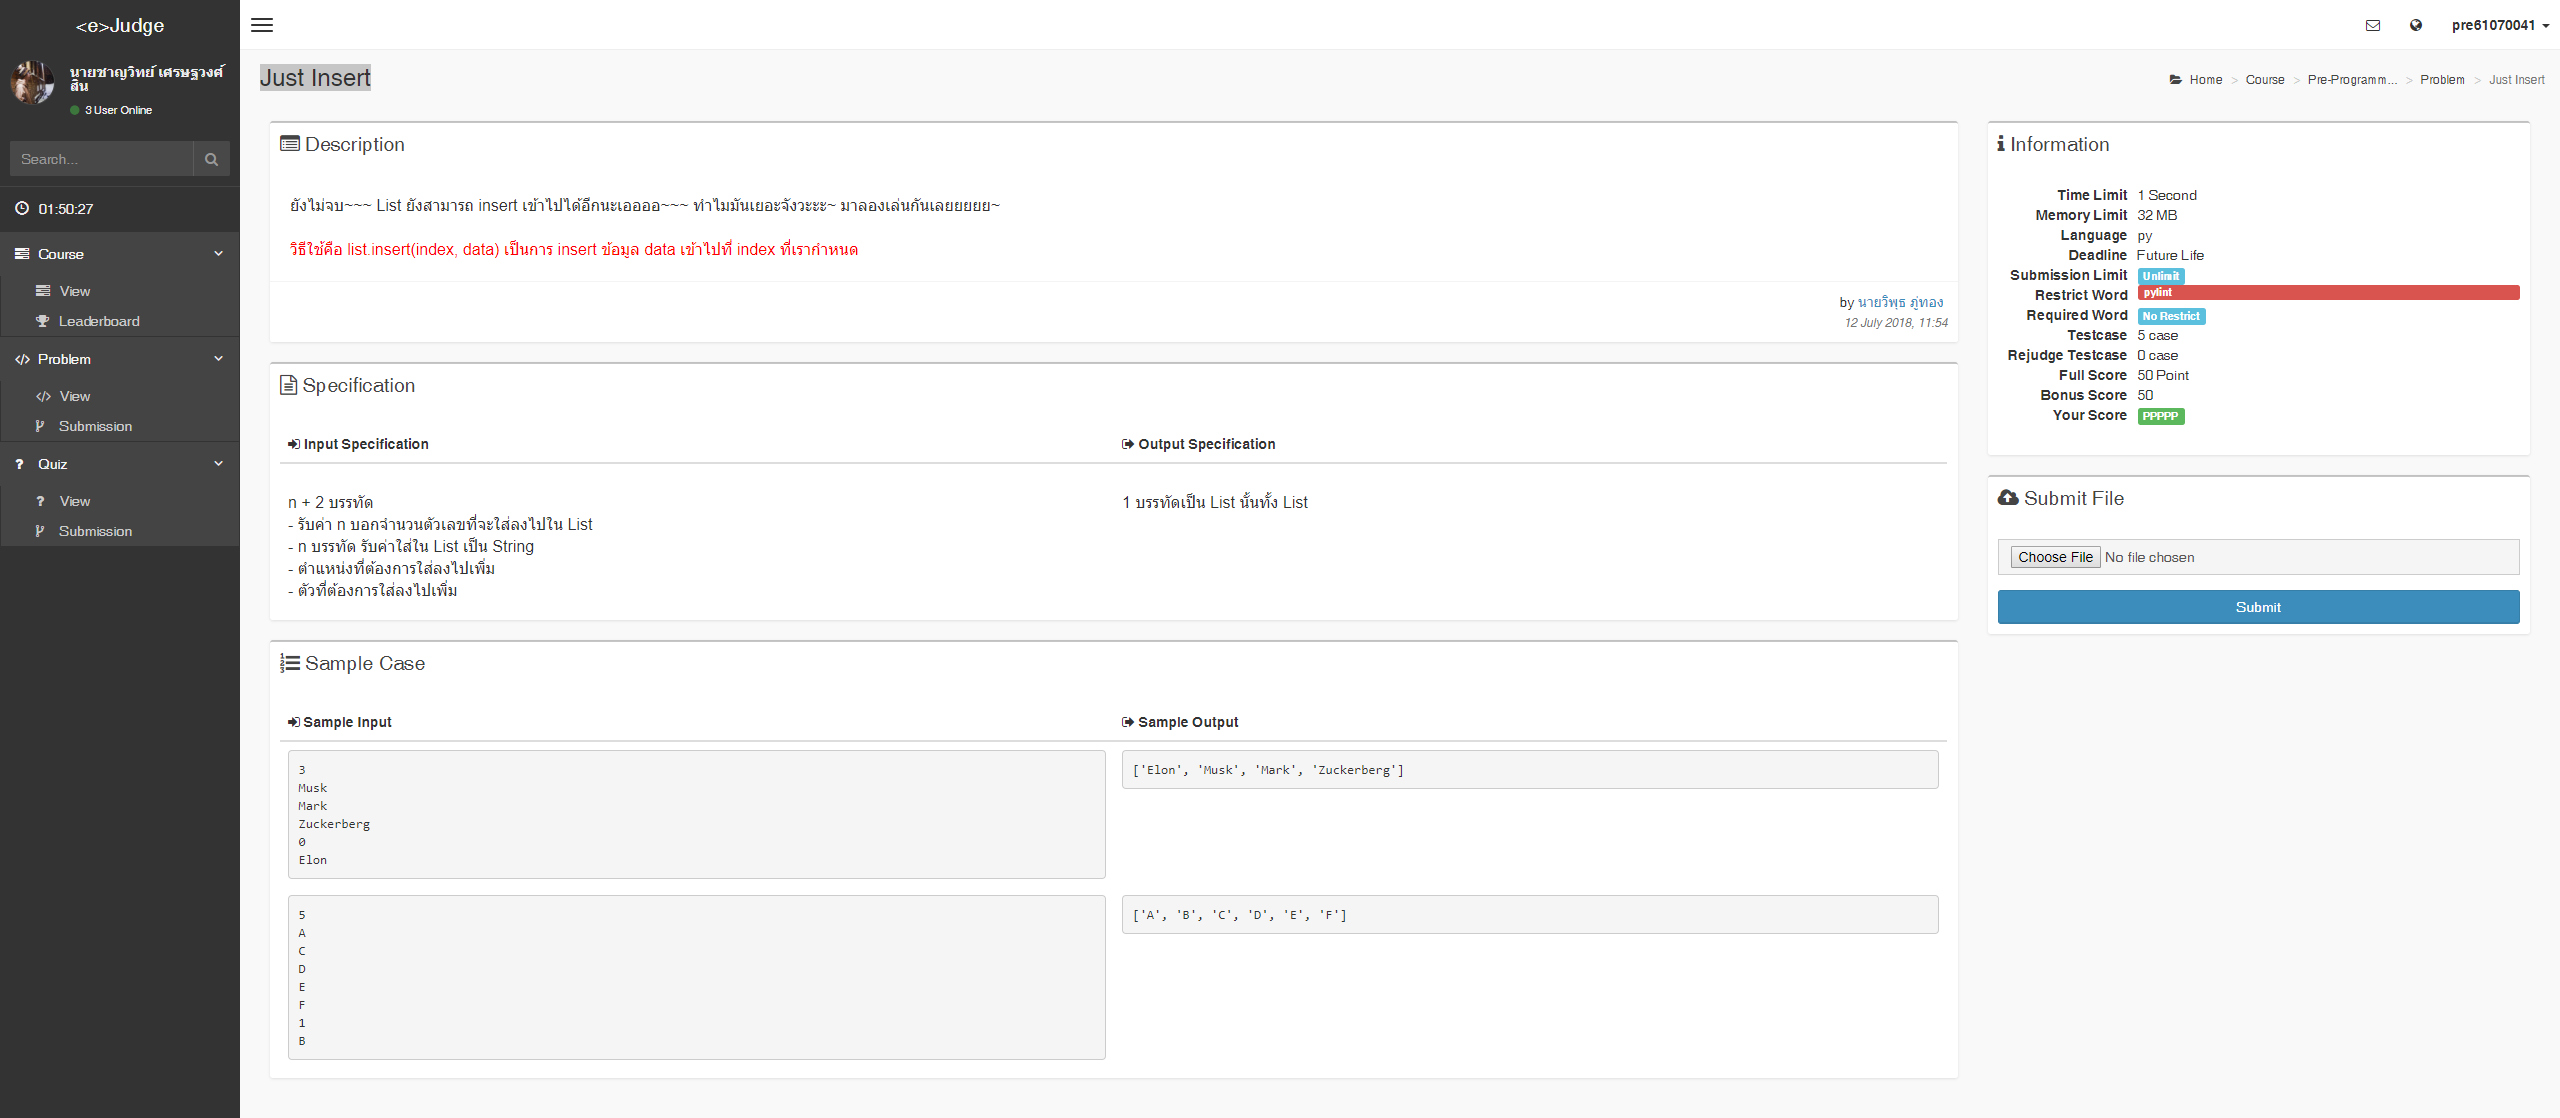 <e>Judge
pre61070041
นายชาญวิทย์ เศรษฐวงศ์
สิน
3 User Online
Search...
01:50:27
Course
View
Leaderboard
Problem
View
Submission
Quiz
View
Submission
Just Insert
Home > Course > Pre-Programm... > Problem > Just Insert
Description
ยังไม่จบ~~~ List ยังสามารถ insert เข้าไปได้อีกนะเออออ~~~ ทำไมมันเยอะจังวะะะ~ มาลองเล่นกันเลยยยยย~
วิธีใช้คือ list.insert(index, data) เป็นการ insert ข้อมูล data เข้าไปที่ index ที่เรากำหนด
by นายวิพุธ ภู่ทอง
12 July 2018, 11:54
Specification
Input Specification
n + 2 บรรทัด
- รับค่า n บอกจำนวนตัวเลขที่จะใส่ลงไปใน List
- n บรรทัด รับค่าใส่ใน List เป็น String
- ตำแหน่งที่ต้องการใส่ลงไปเพิ่ม
- ตัวที่ต้องการใส่ลงไปเพิ่ม
Output Specification
1 บรรทัดเป็น List นั้นทั้ง List
Sample Case
Sample Input
Sample Output
3
Musk
Mark
Zuckerberg
0
Elon
['Elon', 'Musk', 'Mark', 'Zuckerberg']
5
A
C
D
E
F
1
B
['A', 'B', 'C', 'D', 'E', 'F']
Information
Time Limit 1 Second
Memory Limit 32 MB
Language py
Deadline Future Life
Submission Limit Unlimit
Restrict Word pylint
Required Word No Restrict
Testcase 5 case
Rejudge Testcase 0 case
Full Score 50 Point
Bonus Score 50
Your Score PPPPP
Submit File
Choose File No file chosen
Submit